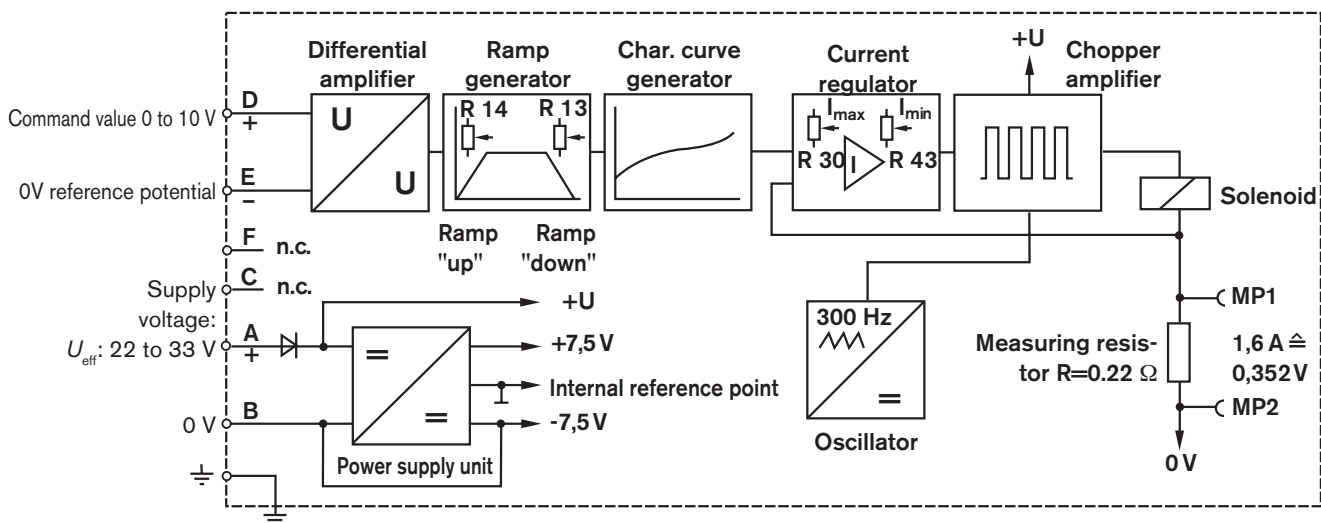 Differential
amplifier
Ramp
generator
Char. curve
generator
Current
regulator
+U
Chopper
amplifier
Command value 0 to 10 V
D
+
U
U
R 14
R 13
Imax
Imin
R 30
I
R 43
0V reference potential
E
–
Solenoid
F
n.c.
Ramp
"up"
Ramp
"down"
C
n.c.
Supply
voltage:
Ueff: 22 to 33 V
A
+
+U
=
=
+7,5 V
Internal reference point
-7,5 V
0 V
B
Power supply unit
300 Hz
=
Oscillator
MP1
Measuring resis-
tor R=0.22 Ω
1,6 A ≙
0,352 V
MP2
0 V